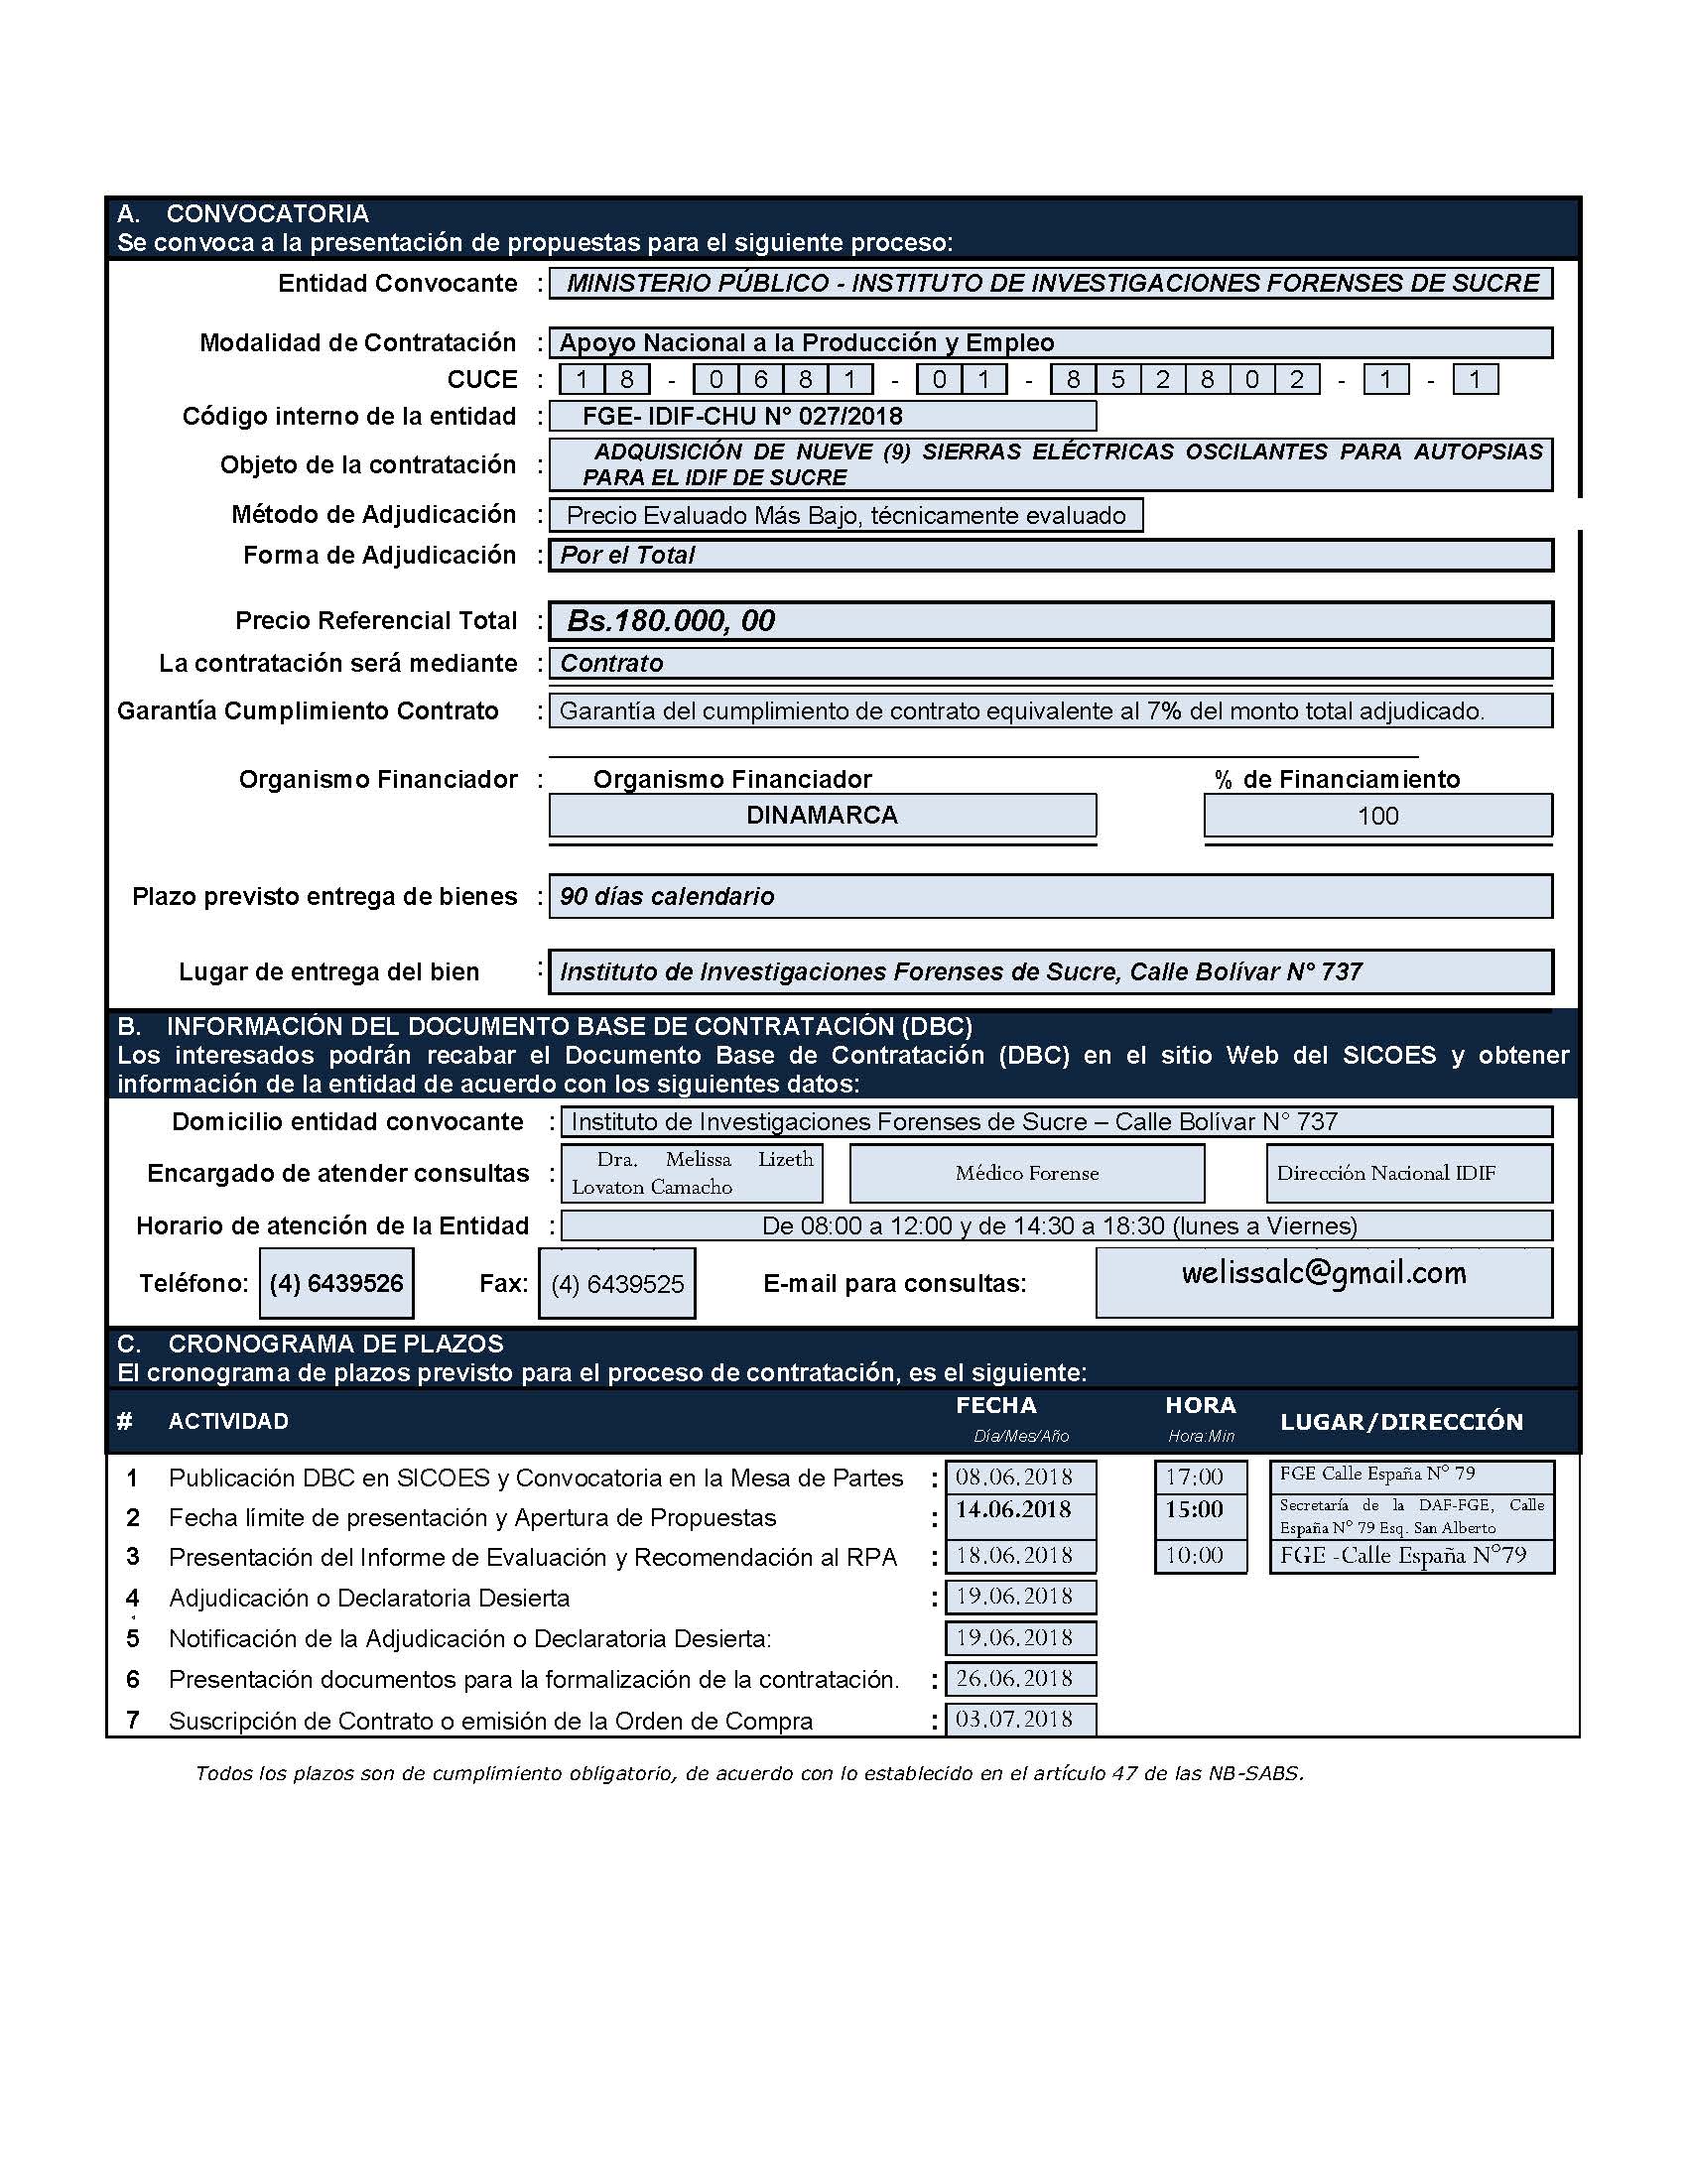 A. CONVOCATORIA
Se convoca a la presentación de propuestas para el siguiente proceso:
Entidad Convocante : MINISTERIO PÚBLICO - INSTITUTO DE INVESTIGACIONES FORENSES DE SUCRE
Modalidad de Contratación : Apoyo Nacional a la Producción y Empleo
CUCE : 1 8 - 0 6 8 1 - 0 1 - 8 5 2 8 0 2 - 1 - 1
Código interno de la entidad : FGE- IDIF-CHU N° 027/2018
Objeto de la contratación : ADQUISICIÓN DE NUEVE (9) SIERRAS ELÉCTRICAS OSCILANTES PARA AUTOPSIAS
PARA EL IDIF DE SUCRE
Método de Adjudicación : Precio Evaluado Más Bajo, técnicamente evaluado
Forma de Adjudicación : Por el Total
Precio Referencial Total : Bs.180.000, 00
La contratación será mediante : Contrato
Garantía Cumplimiento Contrato : Garantía del cumplimiento de contrato equivalente al 7% del monto total adjudicado.
Organismo Financiador : Organismo Financiador % de Financiamiento
DINAMARCA 100
Plazo previsto entrega de bienes : 90 días calendario
Lugar de entrega del bien : Instituto de Investigaciones Forenses de Sucre, Calle Bolívar N° 737
B. INFORMACIÓN DEL DOCUMENTO BASE DE CONTRATACIÓN (DBC)
Los interesados podrán recabar el Documento Base de Contratación (DBC) en el sitio Web del SICOES y obtener
información de la entidad de acuerdo con los siguientes datos:
Domicilio entidad convocante : Instituto de Investigaciones Forenses de Sucre – Calle Bolívar N° 737
Encargado de atender consultas : Dra. Melissa Lizeth
Lovaton Camacho
Médico Forense
Dirección Nacional IDIF
Horario de atención de la Entidad : De 08:00 a 12:00 y de 14:30 a 18:30 (lunes a Viernes)
Teléfono: (4) 6439526 Fax: (4) 6439525 E-mail para consultas: welissalc@gmail.com
C. CRONOGRAMA DE PLAZOS
El cronograma de plazos previsto para el proceso de contratación, es el siguiente:
# ACTIVIDAD FECHA HORA LUGAR/DIRECCIÓN
Día/Mes/Año Hora:Min
1 Publicación DBC en SICOES y Convocatoria en la Mesa de Partes : 08.06.2018 17:00 FGE Calle España N° 79
2 Fecha límite de presentación y Apertura de Propuestas : 14.06.2018 15:00 Secretaría de la DAF-FGE, Calle
España N° 79 Esq. San Alberto
3 Presentación del Informe de Evaluación y Recomendación al RPA : 18.06.2018 10:00 FGE -Calle España N°79
4 Adjudicación o Declaratoria Desierta : 19.06.2018
5 Notificación de la Adjudicación o Declaratoria Desierta: 19.06.2018
6 Presentación documentos para la formalización de la contratación. : 26.06.2018
7 Suscripción de Contrato o emisión de la Orden de Compra : 03.07.2018
Todos los plazos son de cumplimiento obligatorio, de acuerdo con lo establecido en el artículo 47 de las NB-SABS.